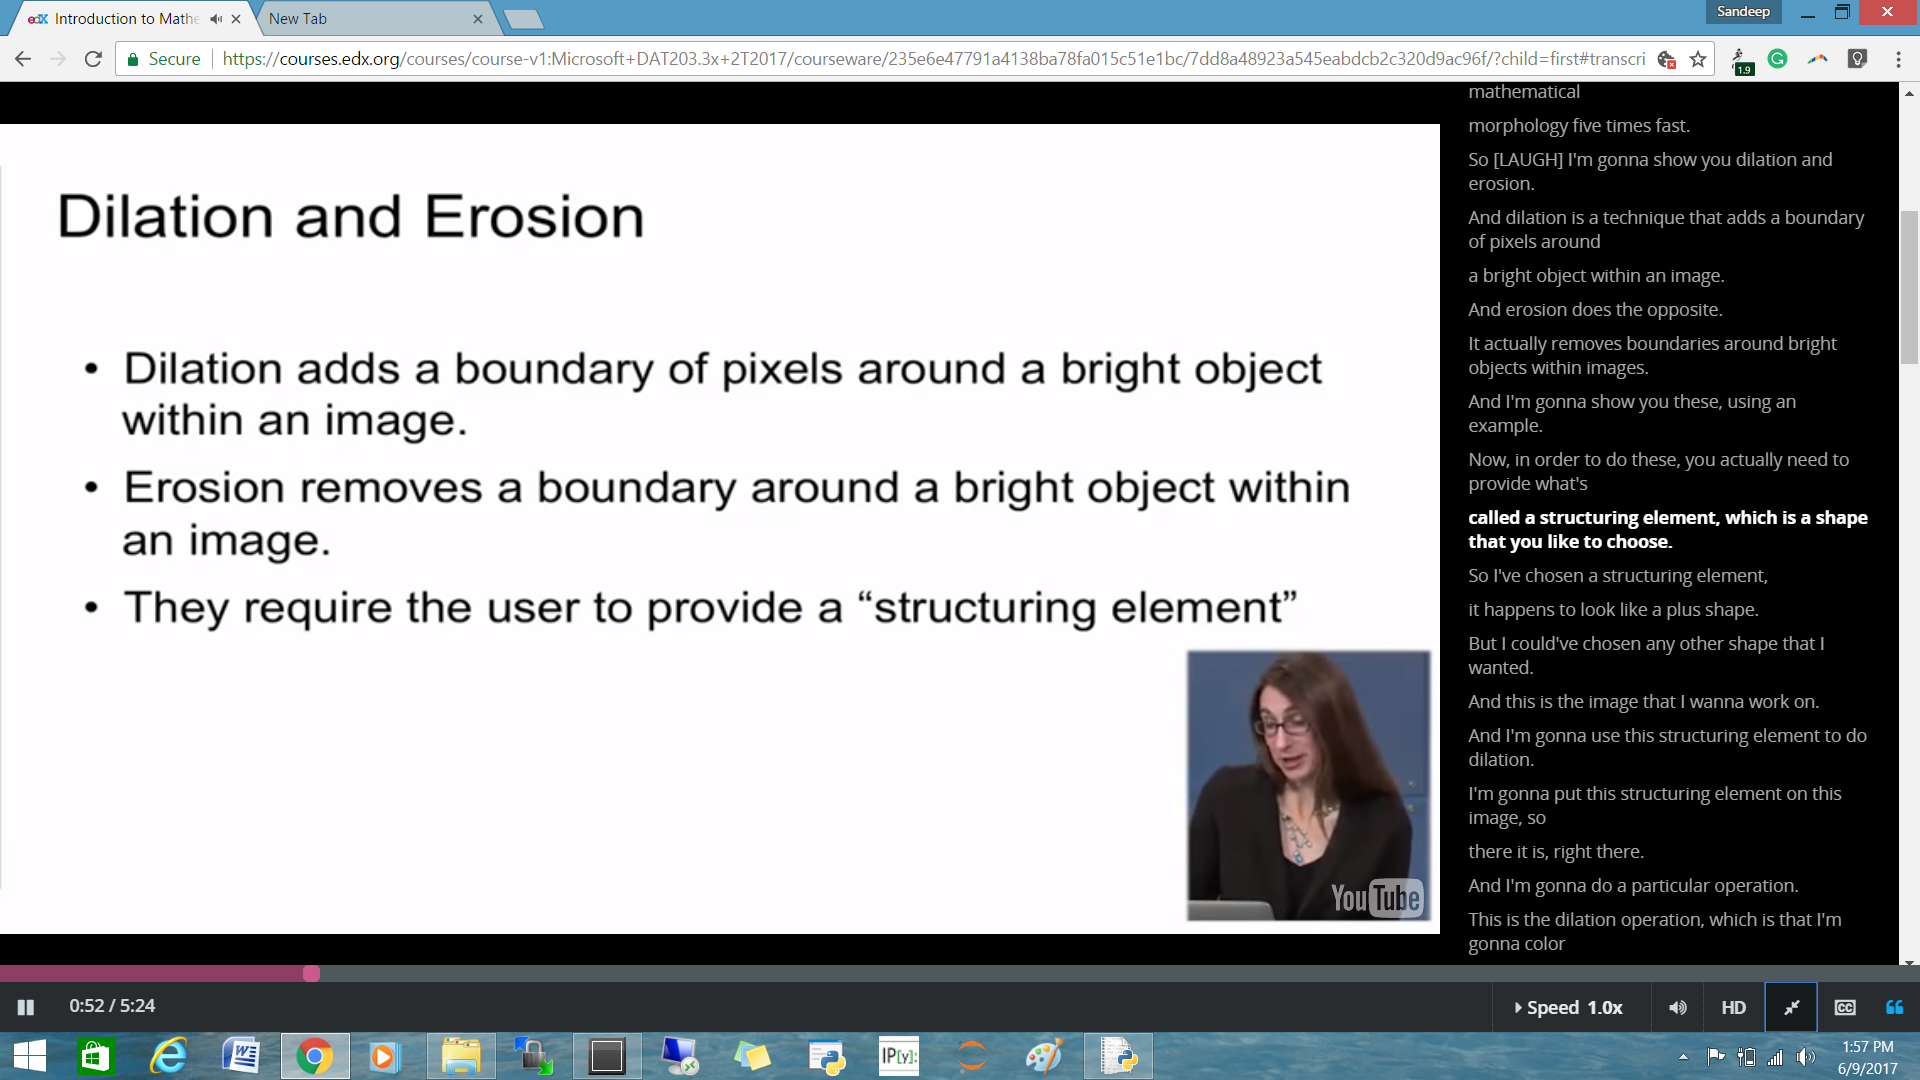 edX Introduction to Mathe
New Tab
Sandeep
Secure
https://courses.edx.org/courses/course-v1:Microsoft+DAT203.3x+2T2017/courseware/235e6e47791a4138ba78fa015c51e1bc/7dd8a48923a545eabdcb2c320d9ac96f/?child=first#transcri
1.9
Dilation and Erosion
• Dilation adds a boundary of pixels around a bright object
within an image.
• Erosion removes a boundary around a bright object within
an image.
• They require the user to provide a “structuring element”
YouTube
mathematical
morphology five times fast.
So [LAUGH] I'm gonna show you dilation and
erosion.
And dilation is a technique that adds a boundary
of pixels around
a bright object within an image.
And erosion does the opposite.
It actually removes boundaries around bright
objects within images.
And I'm gonna show you these, using an
example.
Now, in order to do these, you actually need to
provide what's
called a structuring element, which is a shape
that you like to choose.
So I've chosen a structuring element,
it happens to look like a plus shape.
But I could've chosen any other shape that I
wanted.
And this is the image that I wanna work on.
And I'm gonna use this structuring element to do
dilation.
I'm gonna put this structuring element on this
image, so
there it is, right there.
And I'm gonna do a particular operation.
This is the dilation operation, which is that I'm
gonna color
0:52 / 5:24
Speed 1.0x
HD
CC
IP[y]:
1:57 PM
6/9/2017